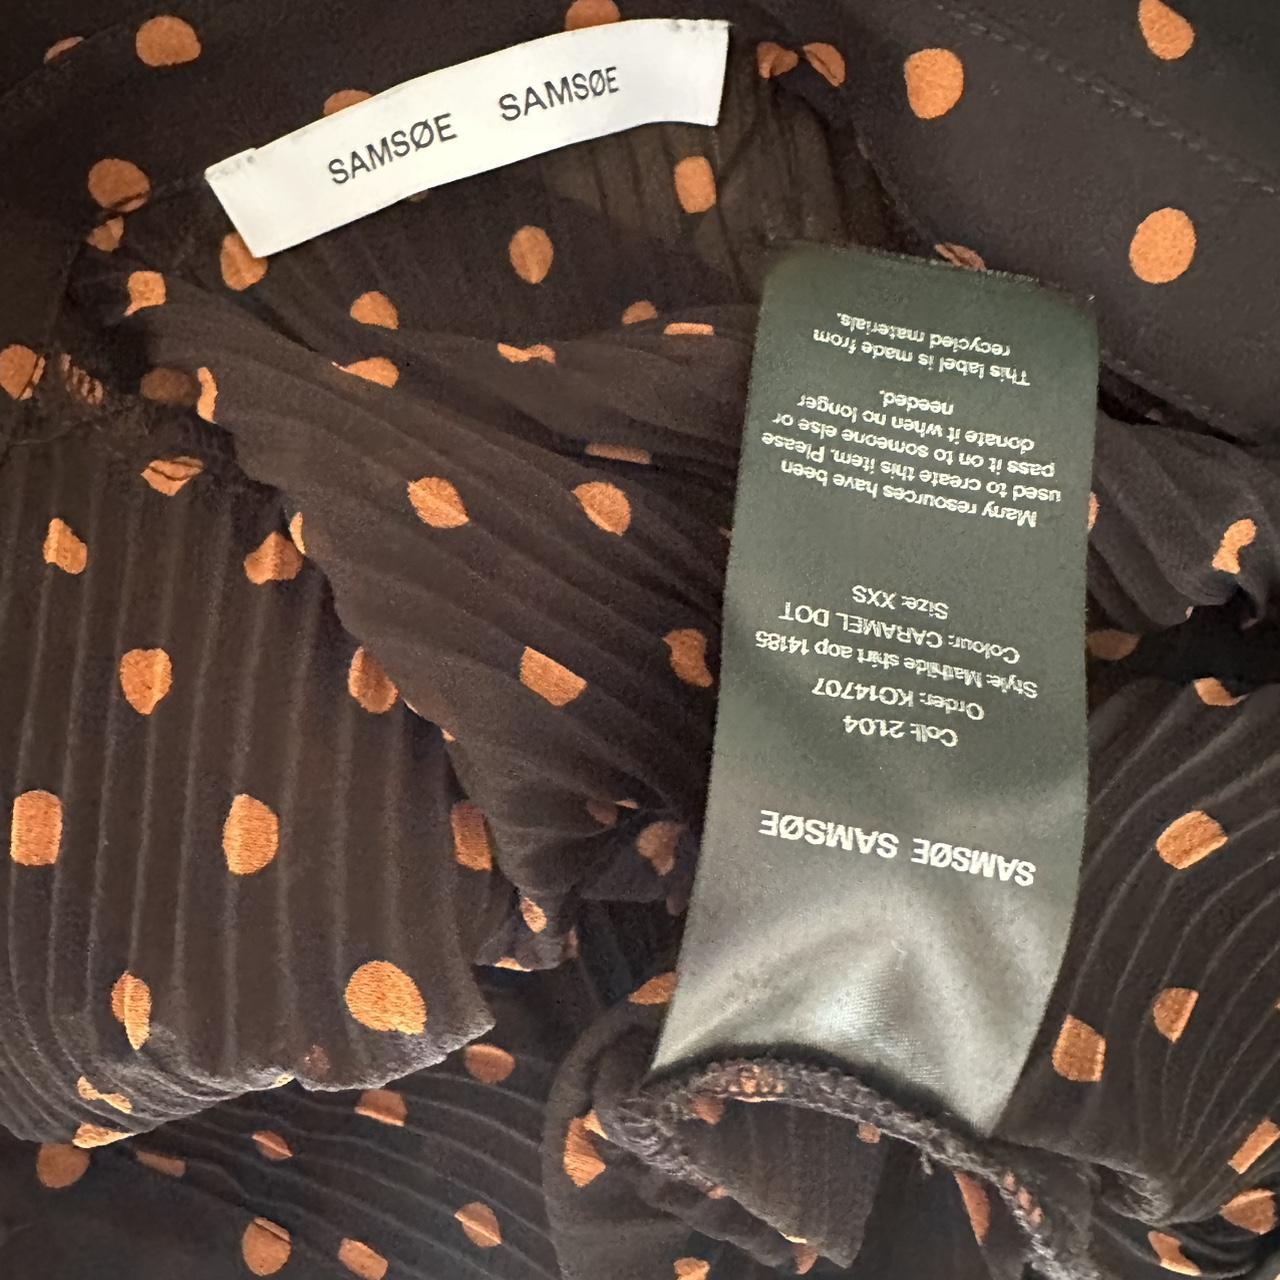 SAMSØE SAMSØE
SAMSØE SAMSØE
Coll: 21.04
Order: KO14707
Style: Mathilde shirt aop 14185
Colour: CARAMEL DOT
Size: XXS
Many resources have been
used to create this item. Please
pass it on to someone else or
donate it when no longer
needed.
This label is made from
recycled materials.